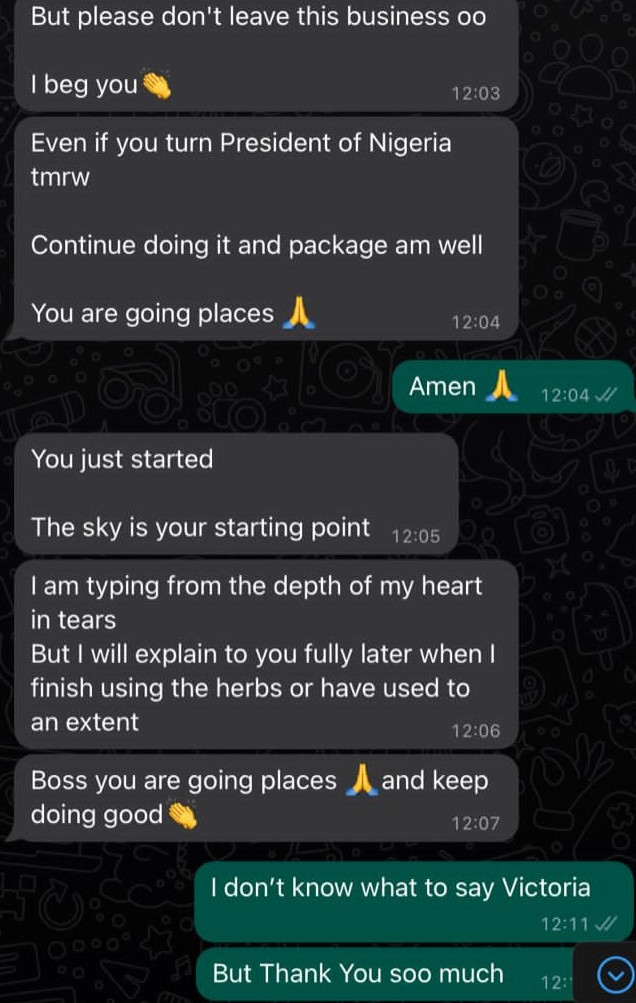 But please don't leave this business oo
I beg you👏
12:03
Even if you turn President of Nigeria
tmrw
Continue doing it and package am well
You are going places 🙏
12:04
Amen 🙏 12:04
You just started
The sky is your starting point 12:05
I am typing from the depth of my heart
in tears
But I will explain to you fully later when I
finish using the herbs or have used to
an extent
12:06
Boss you are going places 🙏and keep
doing good👏
12:07
I don’t know what to say Victoria
12:11
But Thank You soo much 12: